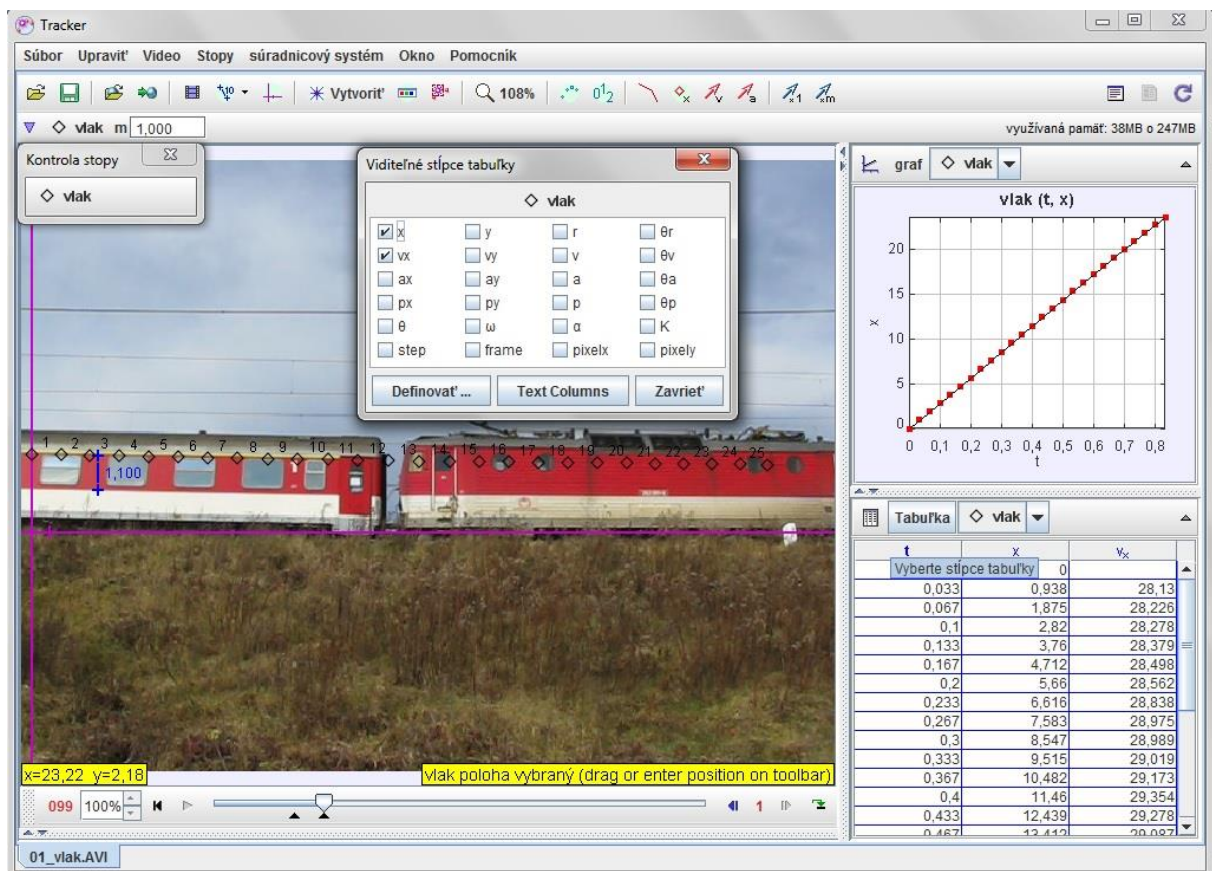 Tracker
Súbor Upraviť Video Stopy súradnicový systém Okno Pomocník
Vytvoriť 108%
vlak m 1,000 využívaná pamäť: 38MB o 247MB
Kontrola stopy
vlak
Viditeľné stĺpce tabuľky
vlak
x y r θr
vx vy v θv
ax ay a θa
px py p θp
θ ω α K
step frame pixelx pixely
Definovať ... Text Columns Zavrieť
1 2 3 4 5 6 7 8 9 10 11 12 13 14 15 16 17 18 19 20 21 22 23 24 25
1,100
x=23,22 y=2,18
vlak poloha vybraný (drag or enter position on toolbar)
099 100% 1
01_vlak.AVI
graf vlak
vlak (t, x)
20
15
x
10
5
0
0 0,1 0,2 0,3 0,4 0,5 0,6 0,7 0,8
t
Tabuľka vlak
t x vx
Vyberte stĺpce tabuľky 0
0,033 0,938 28,13
0,067 1,875 28,226
0,1 2,82 28,278
0,133 3,76 28,379
0,167 4,712 28,498
0,2 5,66 28,562
0,233 6,616 28,838
0,267 7,583 28,975
0,3 8,547 28,989
0,333 9,515 29,019
0,367 10,482 29,173
0,4 11,46 29,354
0,433 12,439 29,278
0,467 13,412 29,087